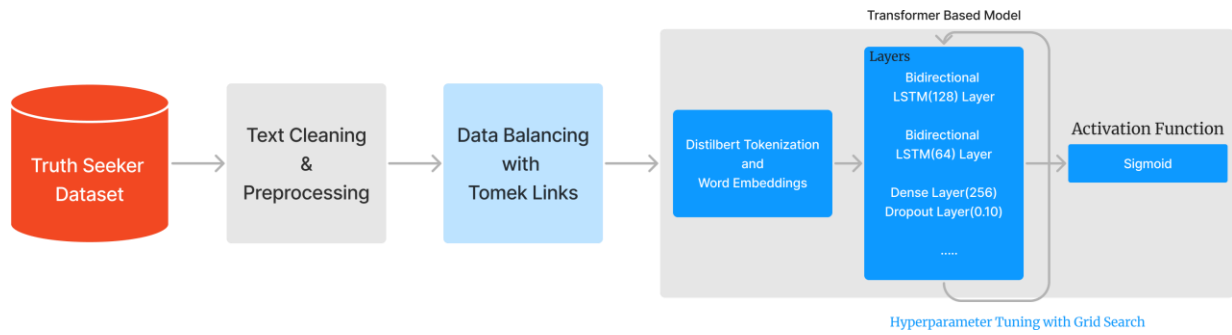 Transformer Based Model
Truth Seeker
Dataset
Text Cleaning
&
Preprocessing
Data Balancing
with
Tomek Links
Distilbert Tokenization
and
Word Embeddings
Layers
Bidirectional
LSTM(128) Layer
Bidirectional
LSTM(64) Layer
Dense Layer(256)
Dropout Layer(0.10)
.....
Activation Function
Sigmoid
Hyperparameter Tuning with Grid Search